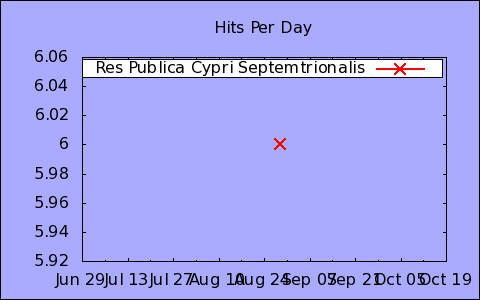 Hits Per Day
6.06
Res Publica Cypri Septemtrionalis
6.04
6.02
6
5.98
5.96
5.94
5.92
Jun 29 Jul 13 Jul 27 Aug 10 Aug 24 Sep 07 Sep 21 Oct 05 Oct 19